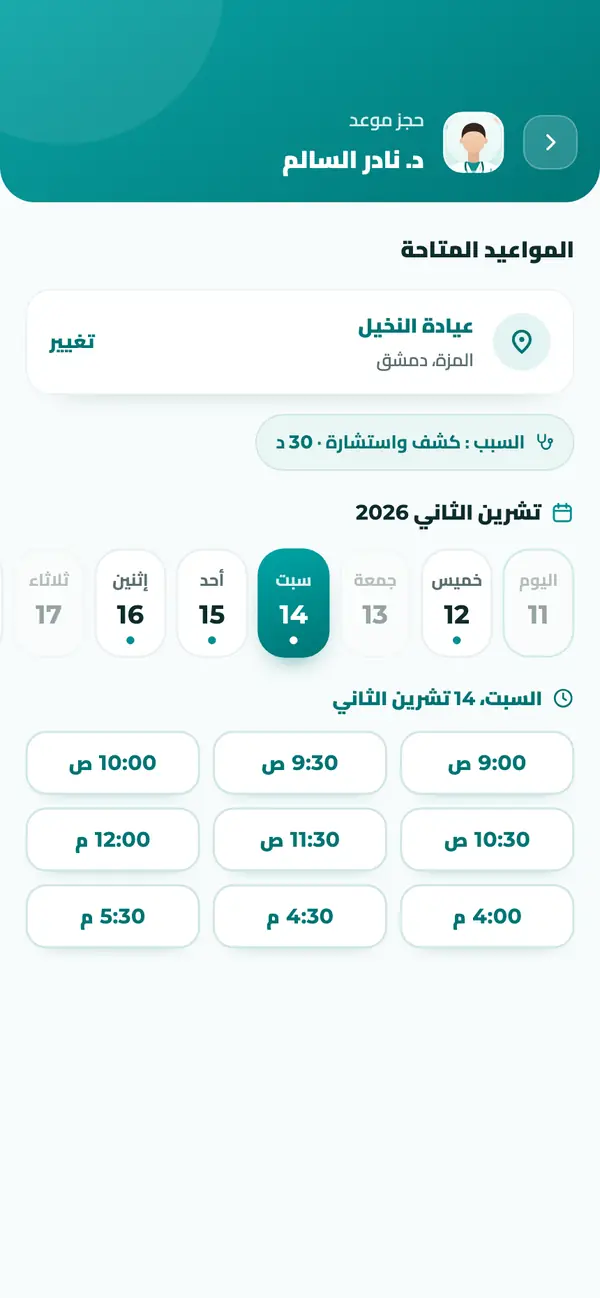 حجز موعد
د. نادر السالم
المواعيد المتاحة
عيادة النخيل
المزة، دمشق
تغيير
السبب : كشف واستشارة · 30 د
تشرين الثاني 2026
اليوم 11
خميس 12
جمعة 13
سبت 14
أحد 15
إثنين 16
ثلاثاء 17
السبت، 14 تشرين الثاني
9:00 ص 9:30 ص 10:00 ص
10:30 ص 11:30 ص 12:00 م
4:00 م 4:30 م 5:30 م